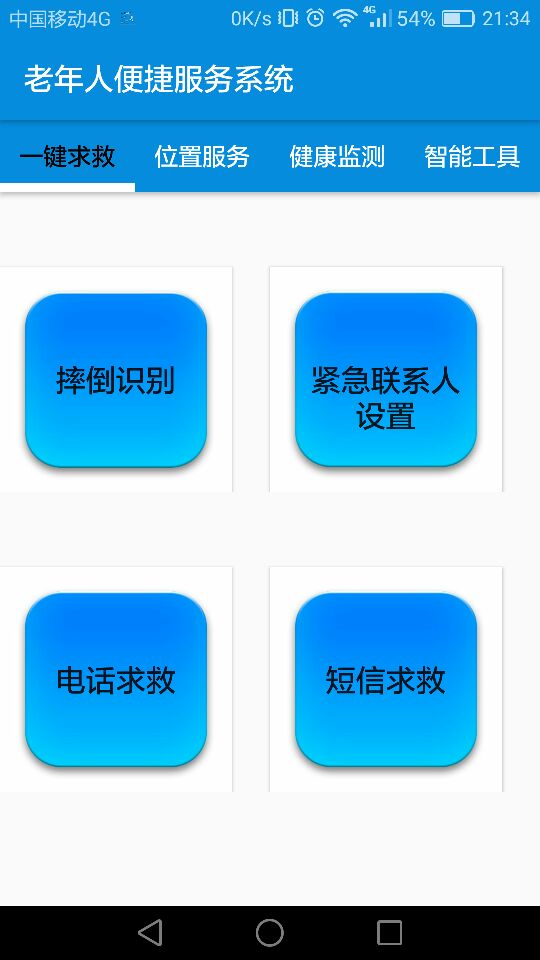 中国移动4G 0K/s 4G 54% 21:34
老年人便捷服务系统
一键求救 位置服务 健康监测 智能工具
摔倒识别
紧急联系人
设置
电话求救
短信求救